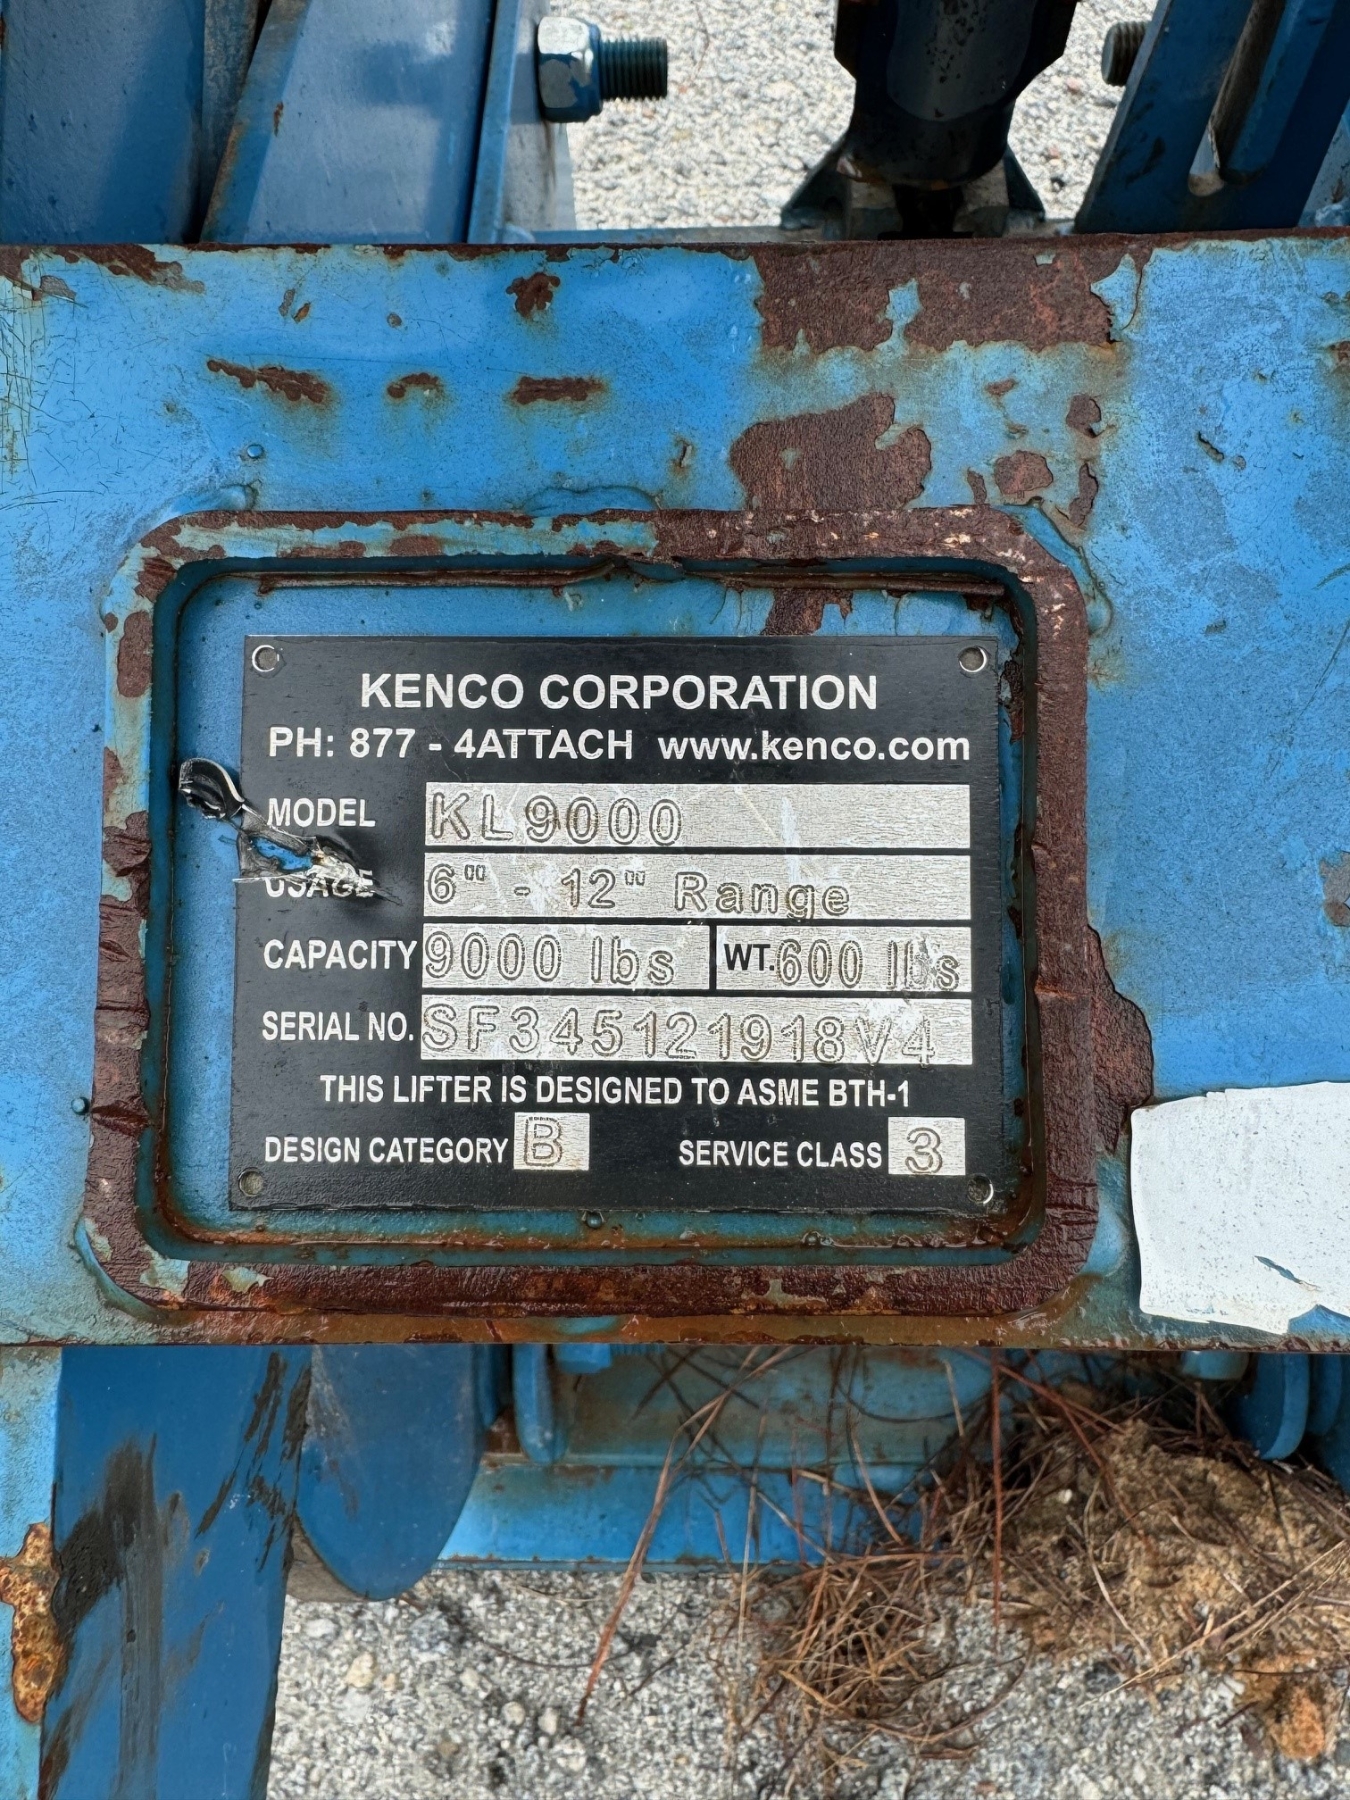 KENCO CORPORATION
PH: 877 - 4ATTACH www.kenco.com
MODEL KL9000
USAGE 6" - 12" Range
CAPACITY 9000 lbs WT. 600 lbs
SERIAL NO. SF345121918V4
THIS LIFTER IS DESIGNED TO ASME BTH-1
DESIGN CATEGORY B SERVICE CLASS 3